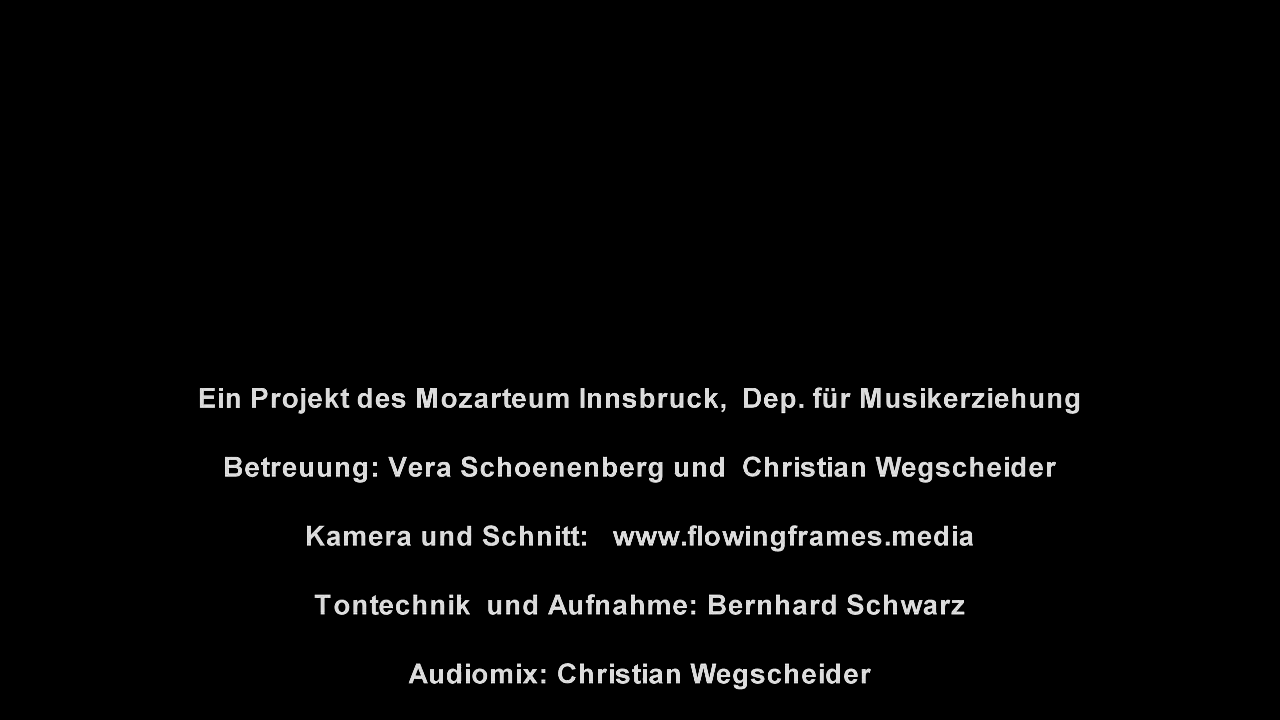 Ein Projekt des Mozarteum Innsbruck,  Dep. für Musikerziehung
Betreuung: Vera Schoenenberg und  Christian Wegscheider
Kamera und Schnitt:   www.flowingframes.media
Tontechnik  und Aufnahme: Bernhard Schwarz
Audiomix: Christian Wegscheider